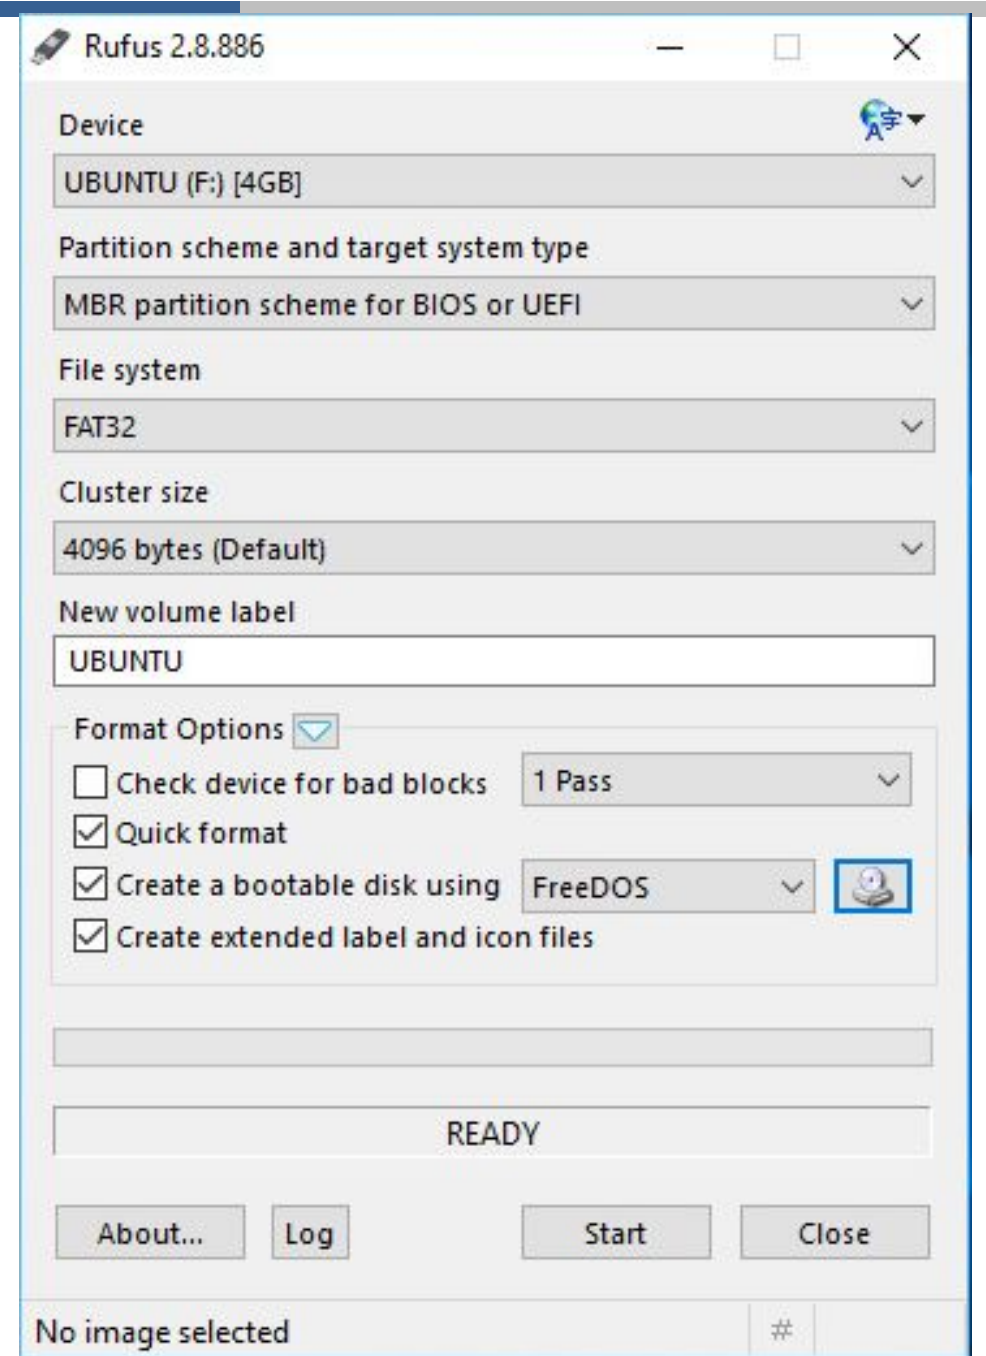 Rufus 2.8.886
Device
UBUNTU (F:) [4GB]
Partition scheme and target system type
MBR partition scheme for BIOS or UEFI
File system
FAT32
Cluster size
4096 bytes (Default)
New volume label
UBUNTU
Format Options
Check device for bad blocks 1 Pass
Quick format
Create a bootable disk using FreeDOS
Create extended label and icon files
READY
About... Log Start Close
No image selected #